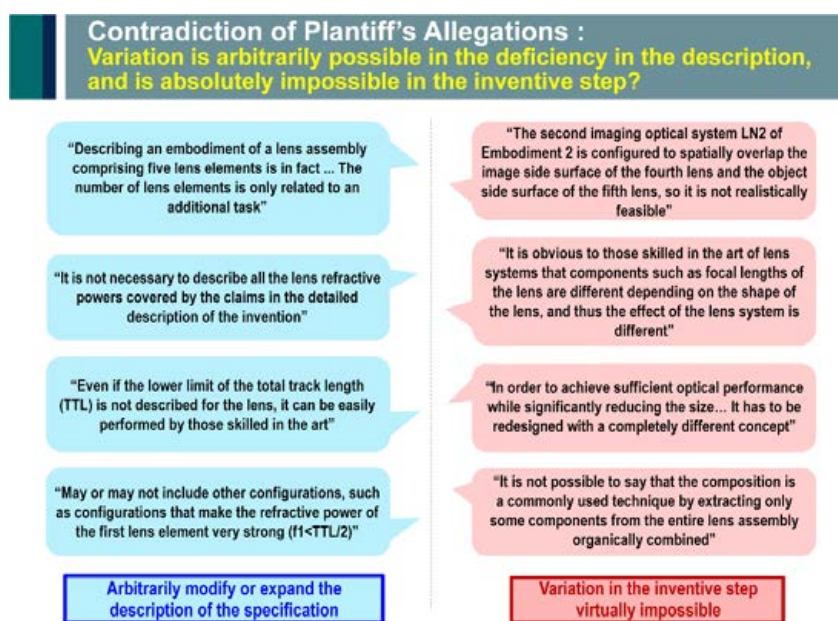 Contradiction of Plantiff's Allegations :
Variation is arbitrarily possible in the deficiency in the description,
and is absolutely impossible in the inventive step?
“Describing an embodiment of a lens assembly
comprising five lens elements is in fact ... The
number of lens elements is only related to an
additional task”
“It is not necessary to describe all the lens refractive
powers covered by the claims in the detailed
description of the invention”
“Even if the lower limit of the total track length
(TTL) is not described for the lens, it can be easily
performed by those skilled in the art”
“May or may not include other configurations, such
as configurations that make the refractive power of
the first lens element very strong (f1<TTL/2)”
Arbitrarily modify or expand the
description of the specification
“The second imaging optical system LN2 of
Embodiment 2 is configured to spatially overlap the
image side surface of the fourth lens and the object
side surface of the fifth lens, so it is not realistically
feasible”
“It is obvious to those skilled in the art of lens
systems that components such as focal lengths of
the lens are different depending on the shape of
the lens, and thus the effect of the lens system is
different”
“In order to achieve sufficient optical performance
while significantly reducing the size... It has to be
redesigned with a completely different concept”
“It is not possible to say that the composition is
a commonly used technique by extracting only
some components from the entire lens assembly
organically combined”
Variation in the inventive step
virtually impossible